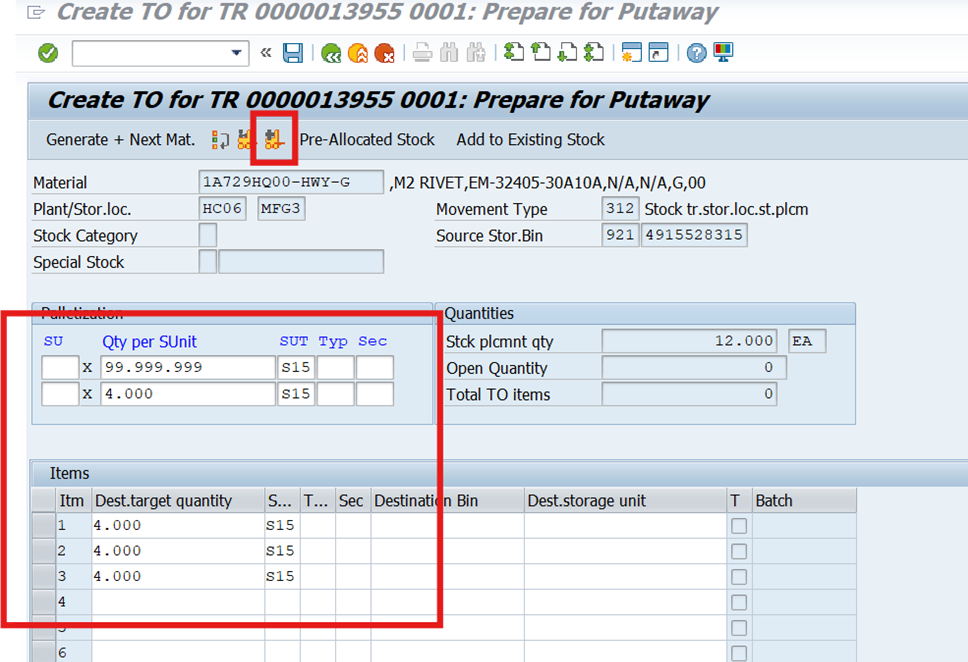 Create TO for TR 0000013955 0001: Prepare for Putaway
Create TO for TR 0000013955 0001: Prepare for Putaway
Generate + Next Mat. Pre-Allocated Stock Add to Existing Stock
Material 1A729HQ00-HWY-G ,M2 RIVET,EM-32405-30A10A,N/A,N/A,G,00
Plant/Stor.loc. HC06 MFG3 Movement Type 312 Stock tr.stor.loc.st.plcm
Stock Category Source Stor.Bin 921 4915528315
Special Stock
Palletization Quantities
SU Qty per SUnit SUT Typ Sec Stck plcmnt qty 12.000 EA
X 99.999.999 S15 Open Quantity 0
X 4.000 S15 Total TO items 0
Items
Itm Dest.target quantity S... T... Sec Destination Bin Dest.storage unit T Batch
1 4.000 S15
2 4.000 S15
3 4.000 S15
4
5
6